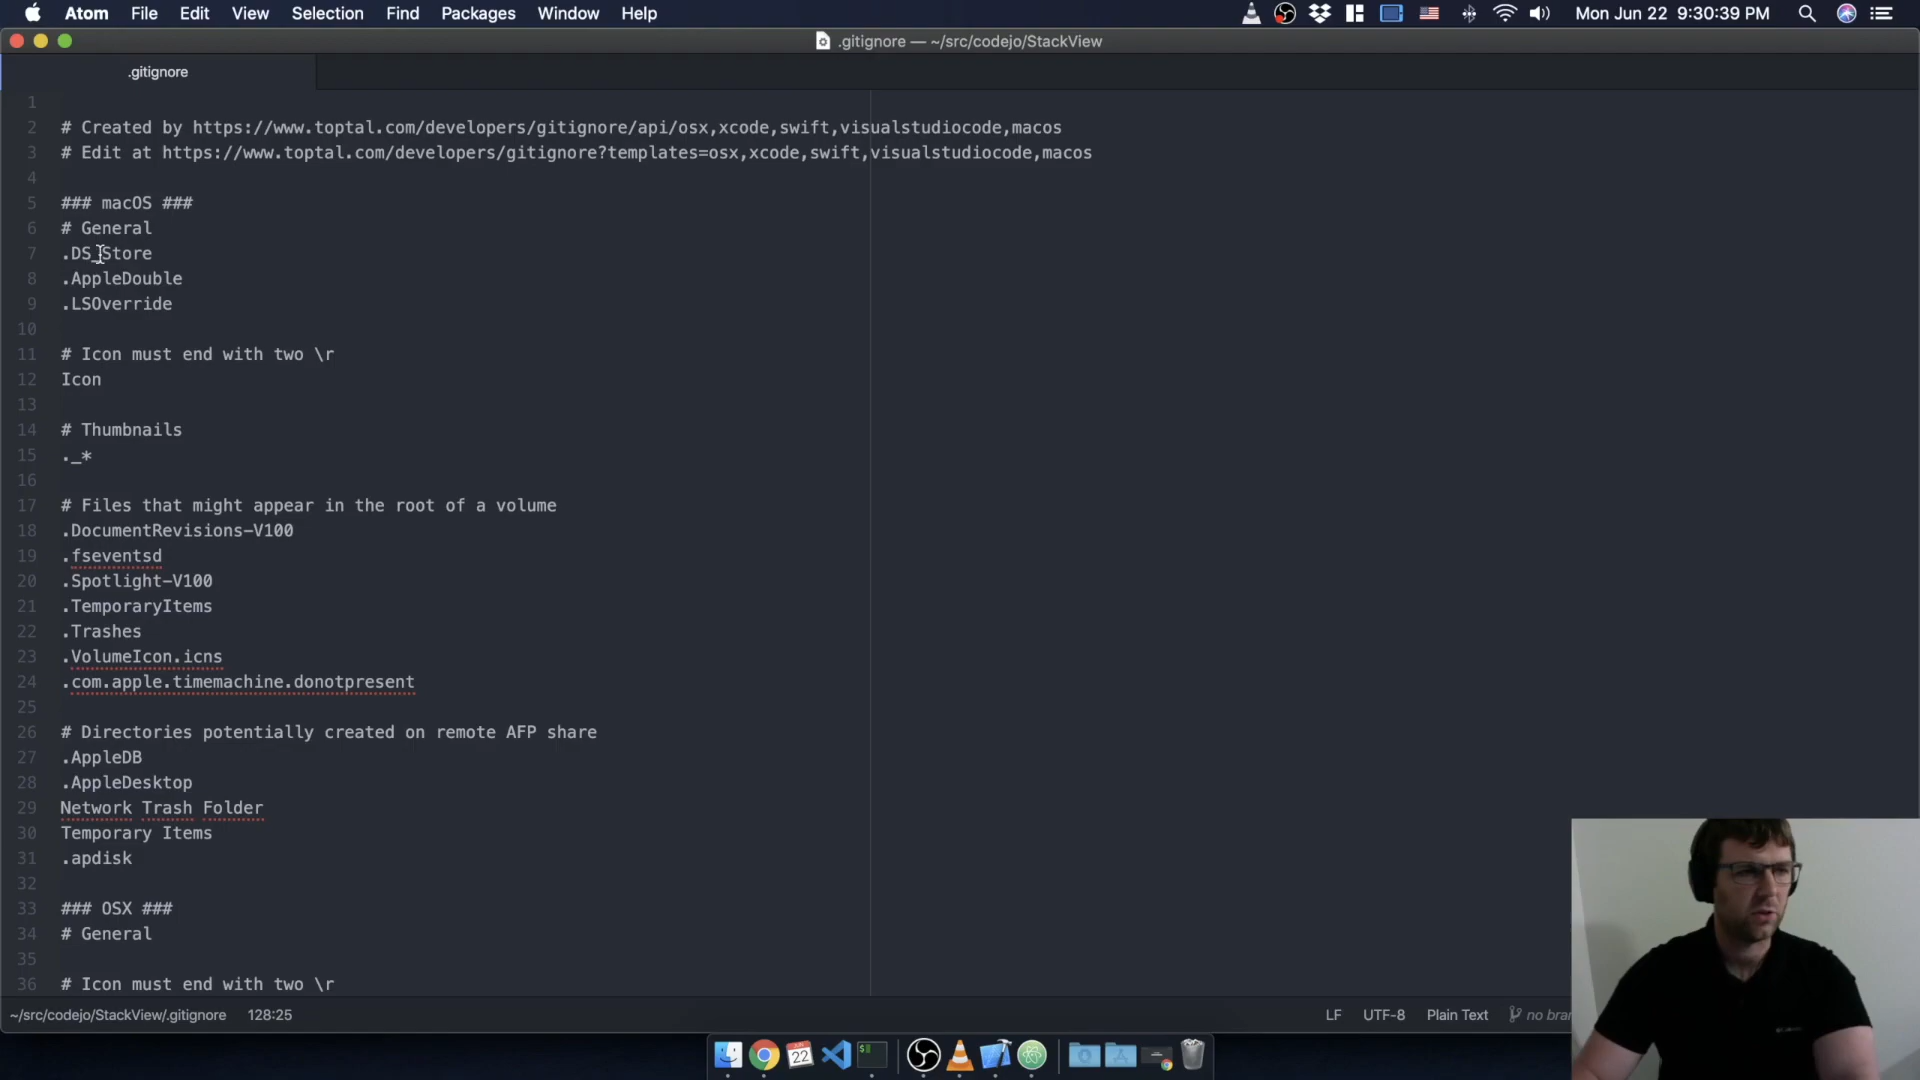 Atom File Edit View Selection Find Packages Window Help Mon Jun 22 9:30:39 PM
.gitignore — ~/src/codejo/StackView
.gitignore
1
2 # Created by https://www.toptal.com/developers/gitignore/api/osx,xcode,swift,visualstudiocode,macos
3 # Edit at https://www.toptal.com/developers/gitignore?templates=osx,xcode,swift,visualstudiocode,macos
4
5 ### macOS ###
6 # General
7 .DS_Store
8 .AppleDouble
9 .LSOverride
10
11 # Icon must end with two \r
12 Icon
13
14 # Thumbnails
15 ._*
16
17 # Files that might appear in the root of a volume
18 .DocumentRevisions-V100
19 .fseventsd
20 .Spotlight-V100
21 .TemporaryItems
22 .Trashes
23 .VolumeIcon.icns
24 .com.apple.timemachine.donotpresent
25
26 # Directories potentially created on remote AFP share
27 .AppleDB
28 .AppleDesktop
29 Network Trash Folder
30 Temporary Items
31 .apdisk
32
33 ### OSX ###
34 # General
35
36 # Icon must end with two \r
~/src/codejo/StackView/.gitignore 128:25 LF UTF-8 Plain Text no bran
JUN 22